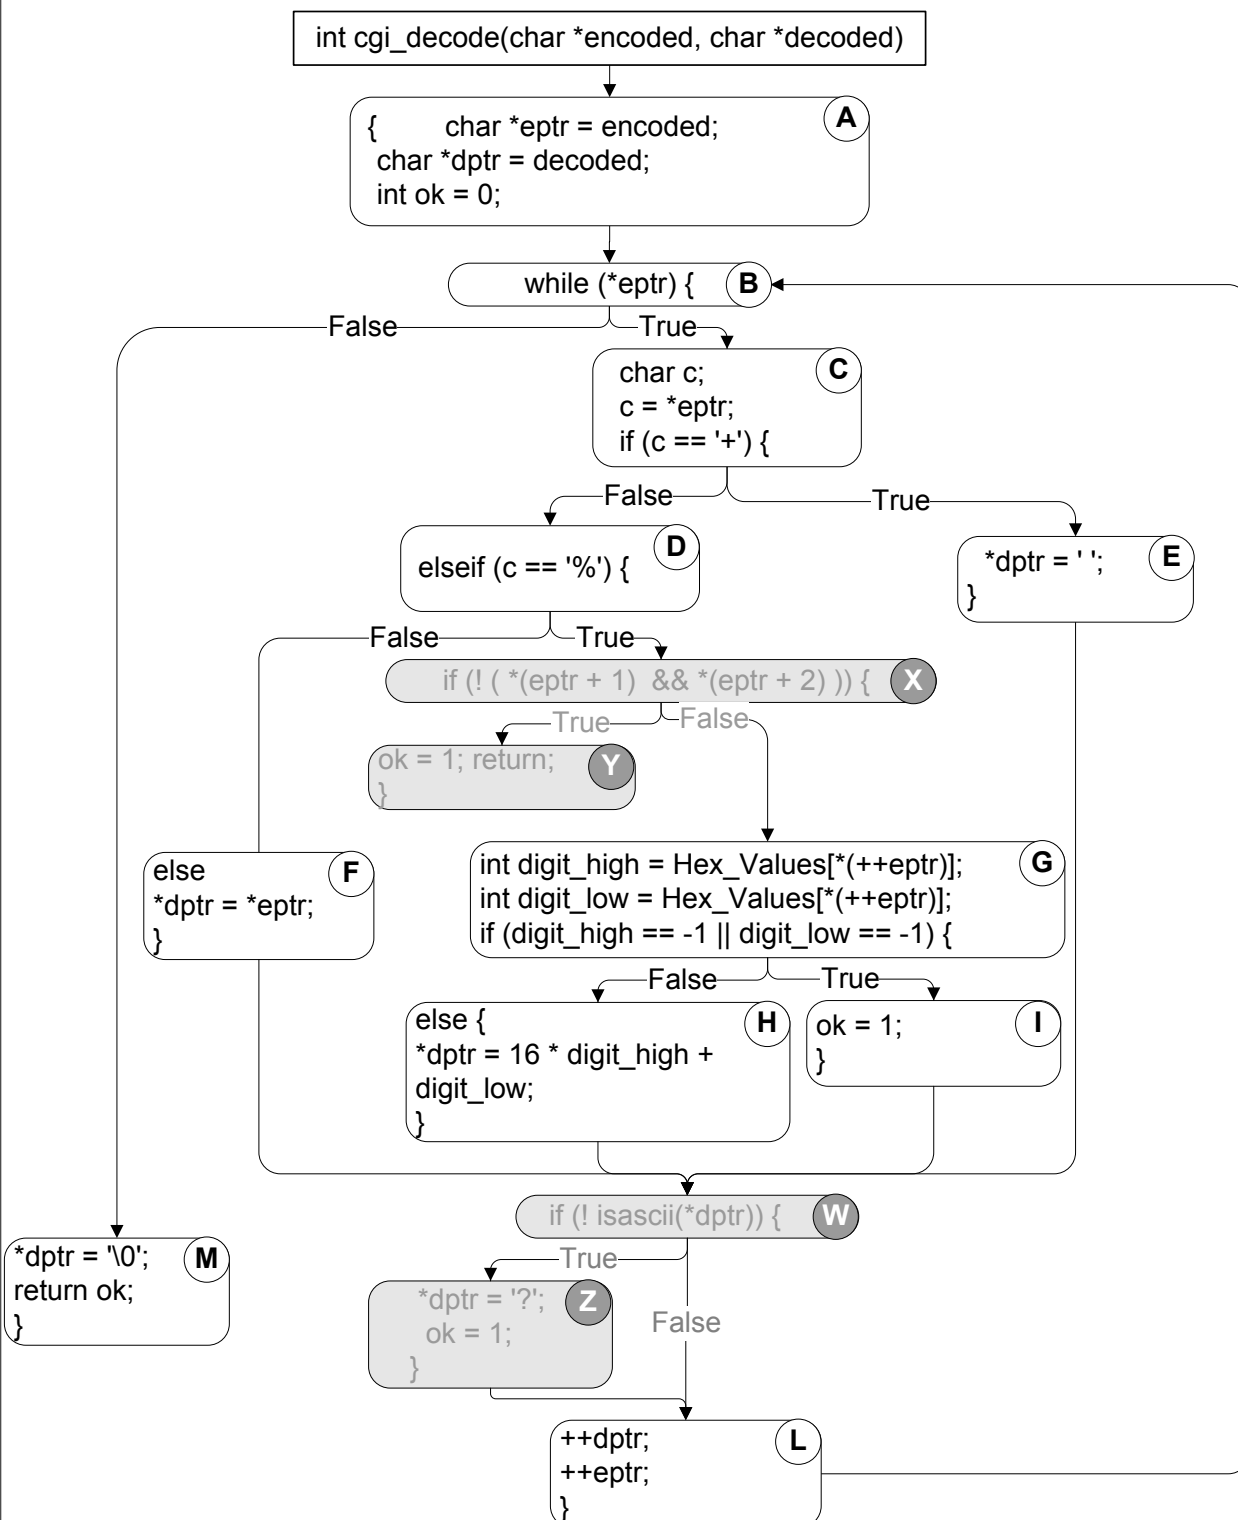 int cgi_decode(char *encoded, char *decoded)
{ char *eptr = encoded;
char *dptr = decoded;
int ok = 0;
A
while (*eptr) {
B
False
True
char c;
c = *eptr;
if (c == '+') {
C
False
True
elseif (c == '%') {
D
*dptr = ' ';
}
E
False
True
if (! ( *(eptr + 1) && *(eptr + 2) )) {
X
True
False
ok = 1; return;
}
Y
else
*dptr = *eptr;
}
F
int digit_high = Hex_Values[*(++eptr)];
int digit_low = Hex_Values[*(++eptr)];
if (digit_high == -1 || digit_low == -1) {
G
False
True
else {
*dptr = 16 * digit_high +
digit_low;
}
H
ok = 1;
}
I
if (! isascii(*dptr)) {
W
True
False
*dptr = '\0';
return ok;
}
M
*dptr = '?';
ok = 1;
}
Z
++dptr;
++eptr;
}
L